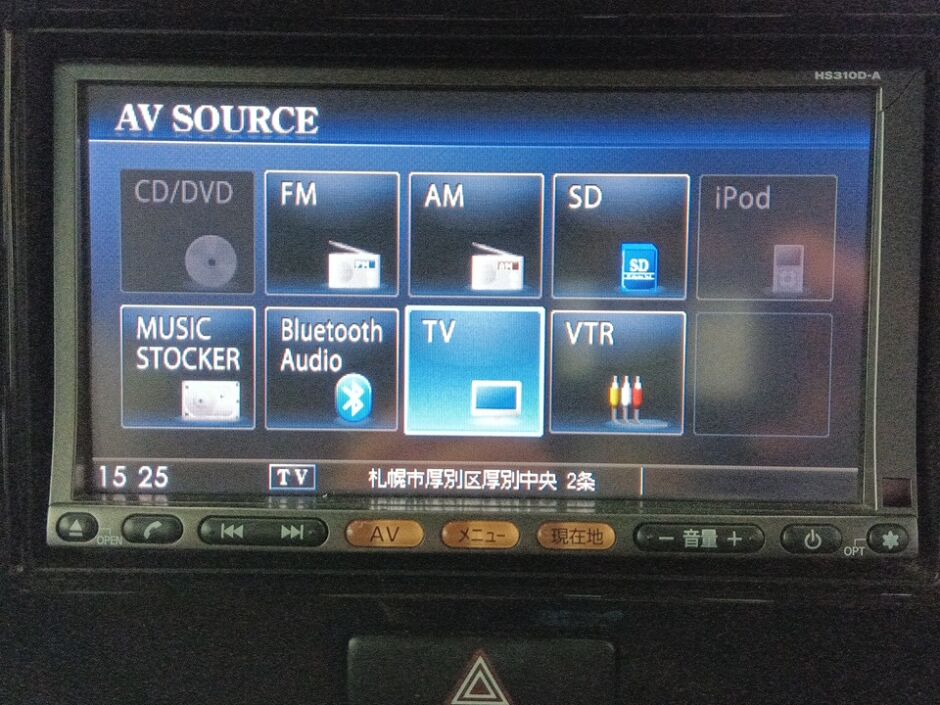 HS310D-A
AV SOURCE
CD/DVD
FM
AM
SD
iPod
FM
AM
SD
MUSIC
STOCKER
Bluetooth
Audio
TV
VTR
15 25
TV
札幌市厚別区厚別中央 2条
OPEN
AV
メニュー
現在地
− 音量 +
OPT